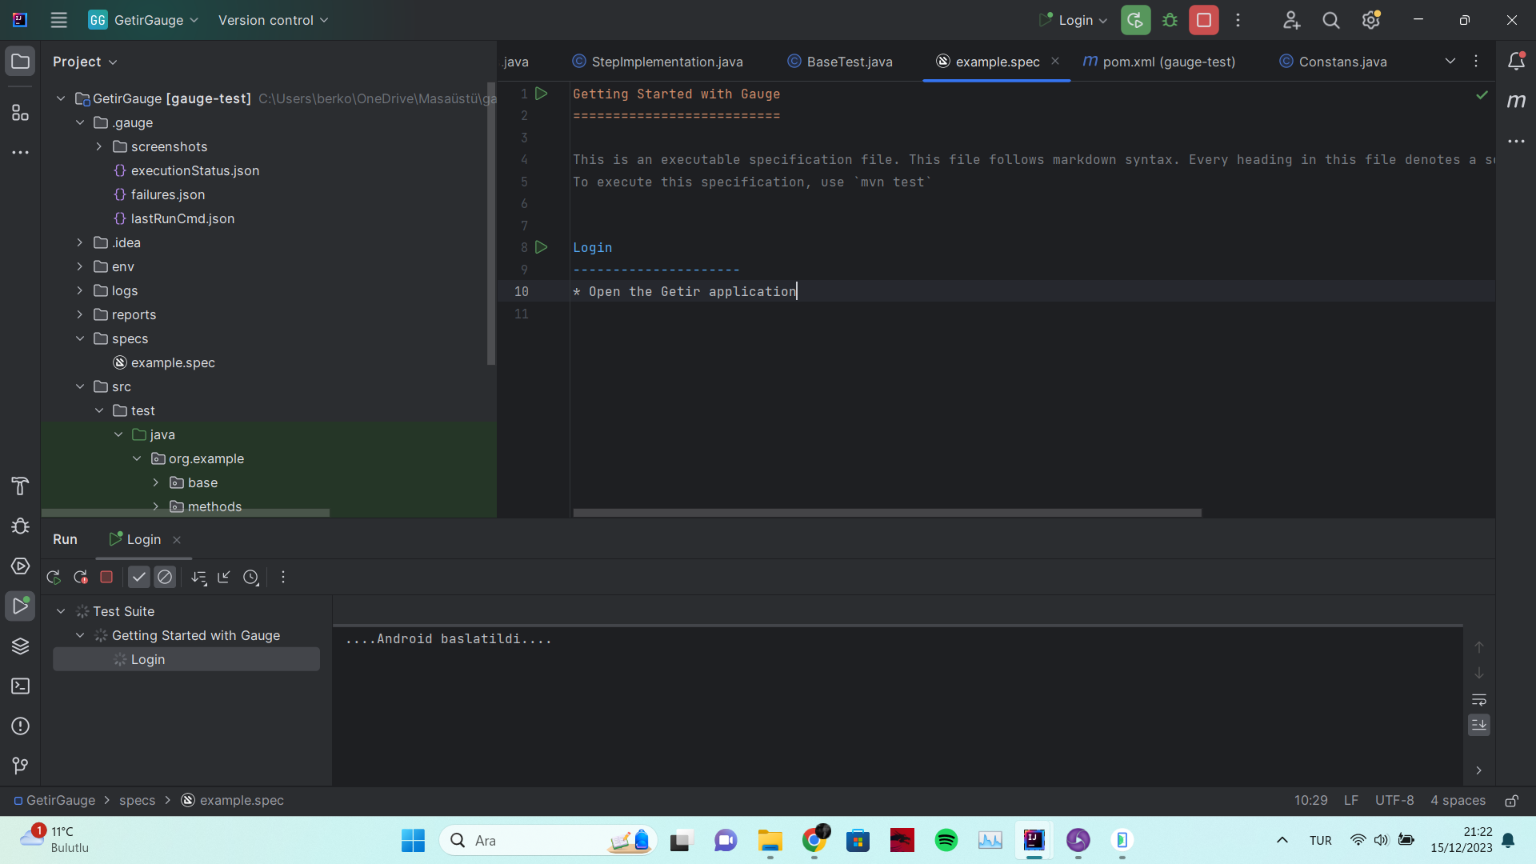 GG GetirGauge
Version control
Login
Project
.java
StepImplementation.java
BaseTest.java
example.spec
pom.xml (gauge-test)
Constans.java
GetirGauge [gauge-test] C:\Users\berko\OneDrive\Masaüstü\ga
.gauge
screenshots
executionStatus.json
failures.json
lastRunCmd.json
.idea
env
logs
reports
specs
example.spec
src
test
java
org.example
base
methods
1 Getting Started with Gauge
2 ==========================
3
4 This is an executable specification file. This file follows markdown syntax. Every heading in this file denotes a s
5 To execute this specification, use `mvn test`
6
7
8 Login
9 ---------------------
10 * Open the Getir application
11
Run
Login
Test Suite
Getting Started with Gauge
Login
....Android baslatildi....
GetirGauge > specs > example.spec
10:29 LF UTF-8 4 spaces
1
11°C
Bulutlu
Ara
TUR
21:22
15/12/2023